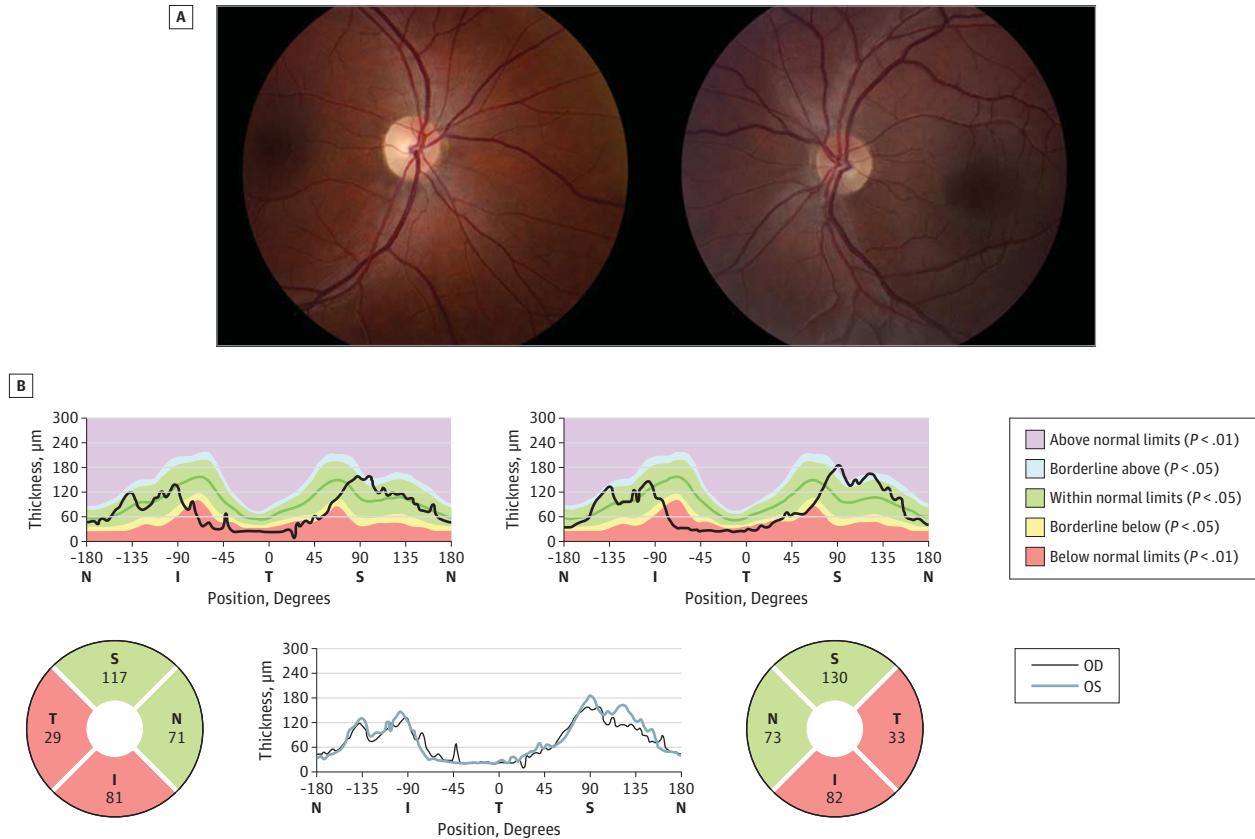 A
B
300
240
180
120
60
0
Thickness, µm
-180 -135 -90 -45 0 45 90 135 180
N I T S N
Position, Degrees
300
240
180
120
60
0
Thickness, µm
-180 -135 -90 -45 0 45 90 135 180
N I T S N
Position, Degrees
Above normal limits (P < .01)
Borderline above (P < .05)
Within normal limits (P < .05)
Borderline below (P < .05)
Below normal limits (P < .01)
S
117
T
29
N
71
I
81
300
240
180
120
60
0
Thickness, µm
-180 -135 -90 -45 0 45 90 135 180
N I T S N
Position, Degrees
S
130
N
73
T
33
I
82
OD
OS